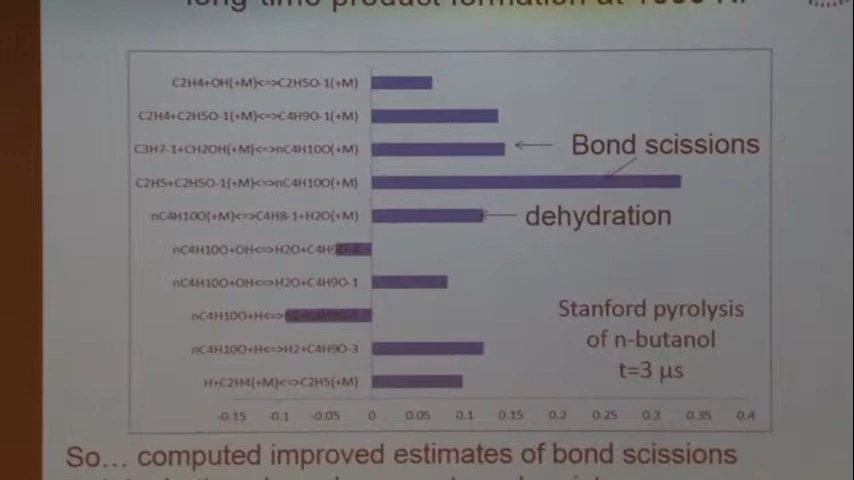 long-time product formation at
C2H4+OH(+M)<=>C2H5O-1(+M)
C2H4+C2H5O-1(+M)<=>C4H9O-1(+M)
C3H7-1+CH2OH(+M)<=>nC4H10O(+M)
Bond scissions
C2H5+C2H5O-1(+M)<=>nC4H10O(+M)
nC4H10O(+M)<=>C4H8-1+H2O(+M)
dehydration
nC4H10O+OH<=>H2O+
nC4H10O+OH<=>H2O+C4H9O-1
nC4H10O+H<=>
nC4H10O+H<=>H2+C4H9O-3
H+C2H4(+M)<=>C2H5(+M)
Stanford pyrolysis
of n-butanol
t=3 μs
-0.15 -0.1 -0.05 0 0.05 0.1 0.15 0.2 0.25 0.3 0.35 0.4
So... computed improved estimates of bond scissions